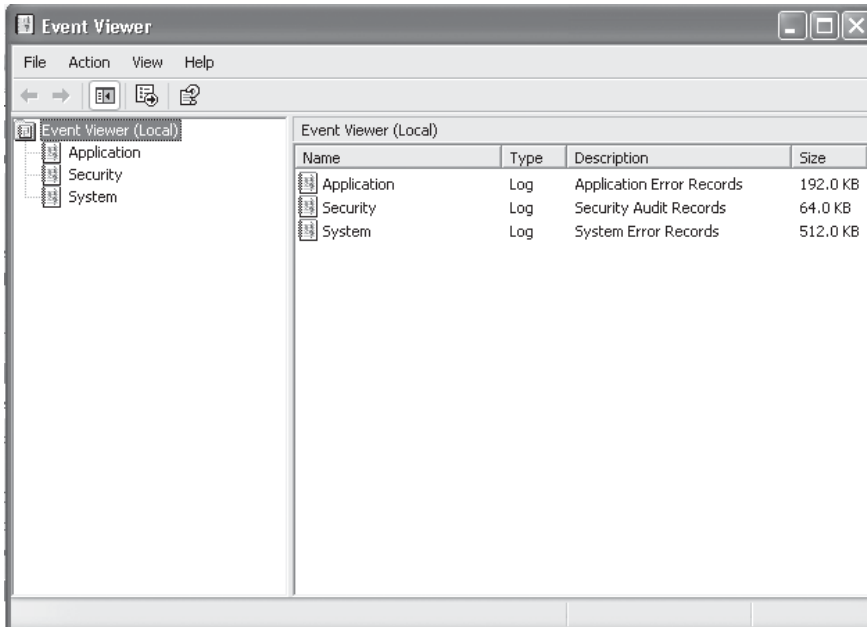 Event Viewer
File Action View Help
Event Viewer (Local)
Application
Security
System
Event Viewer (Local)
Name Type Description Size
Application Log Application Error Records 192.0 KB
Security Log Security Audit Records 64.0 KB
System Log System Error Records 512.0 KB